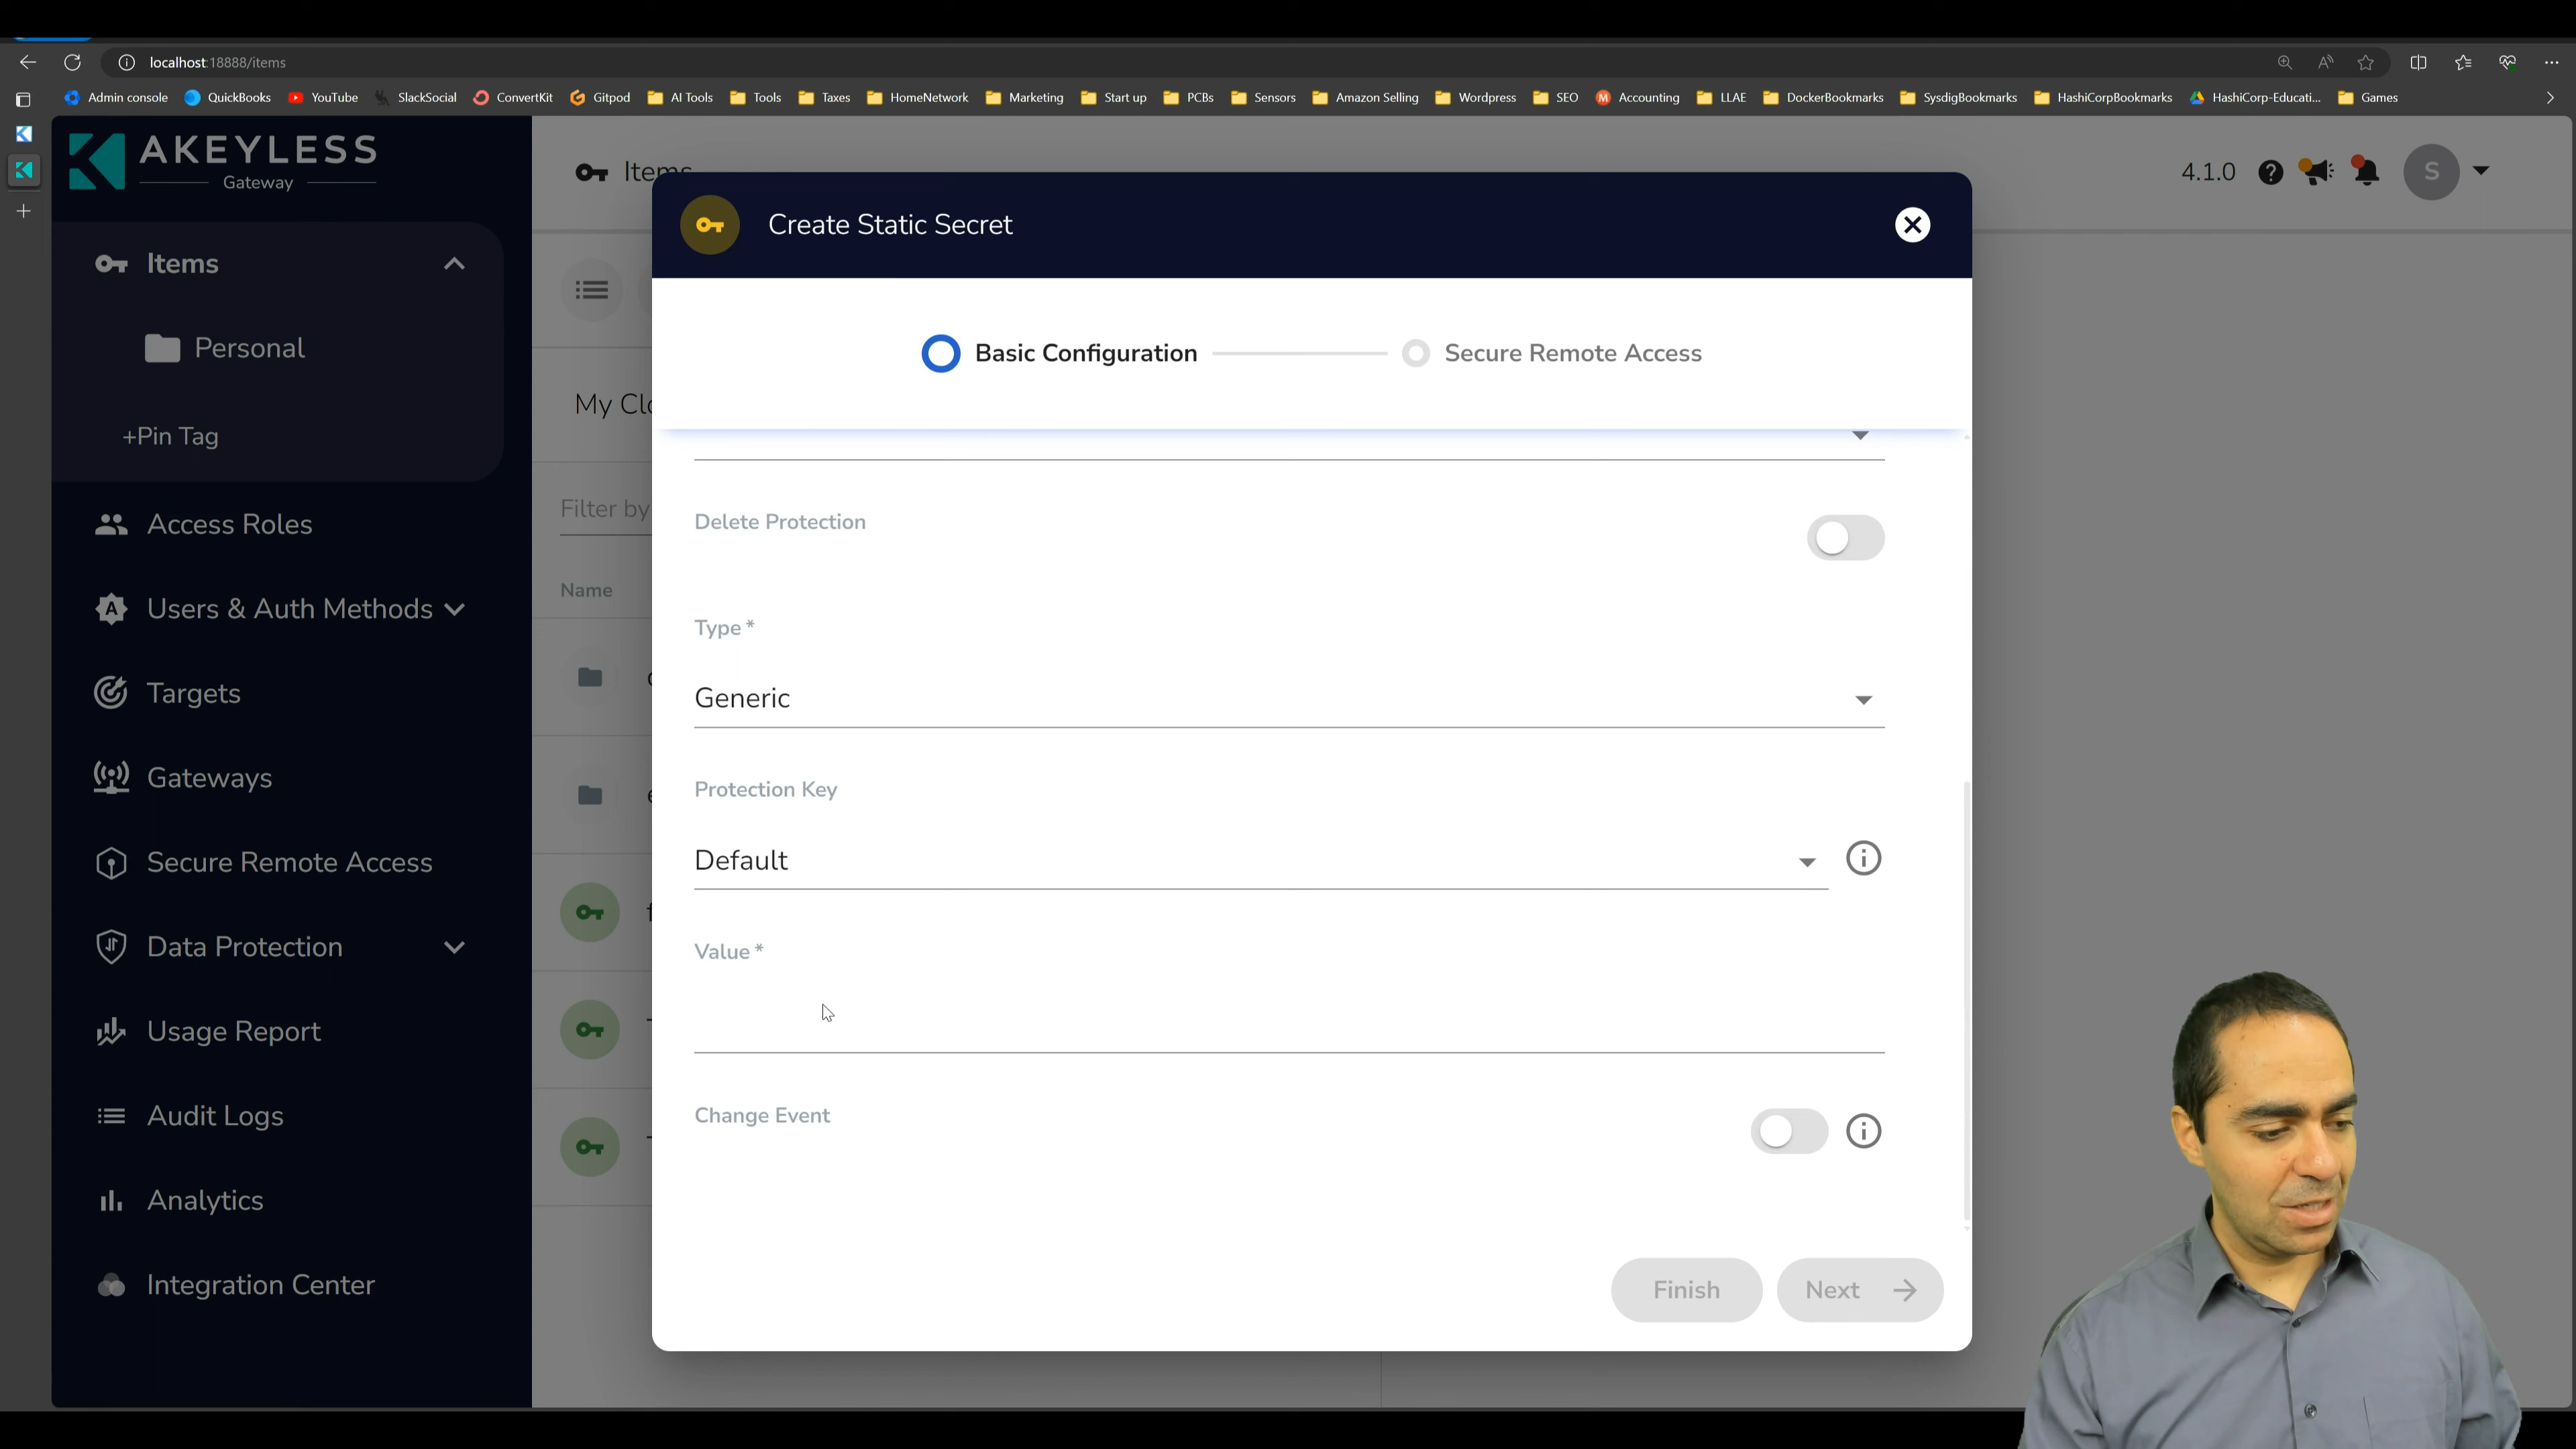 localhost:18888/items
Admin console QuickBooks YouTube SlackSocial ConvertKit Gitpod AI Tools Tools Taxes HomeNetwork Marketing Start up PCBs Sensors Amazon Selling Wordpress SEO Accounting LLAE DockerBookmarks SysdigBookmarks HashiCorpBookmarks HashiCorp-Educati... Games
AKEYLESS
Gateway
Items
Personal
+Pin Tag
Access Roles
Users & Auth Methods
Targets
Gateways
Secure Remote Access
Data Protection
Usage Report
Audit Logs
Analytics
Integration Center
Items
4.1.0
S
My Clo
Filter by
Name
Create Static Secret
Basic Configuration
Secure Remote Access
Delete Protection
Type *
Generic
Protection Key
Default
Value *
Change Event
Finish
Next